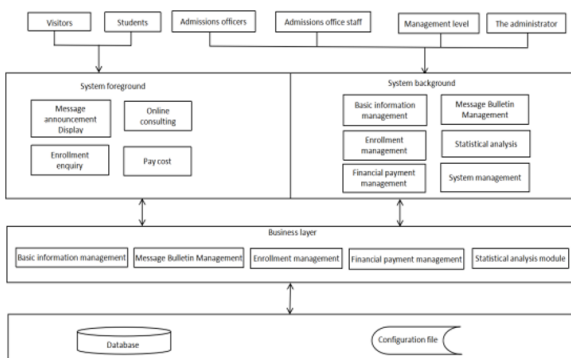 Visitors
Students
Admissions officers
Admissions office staff
Management level
The administrator
System foreground
Message
announcement
Display
Online
consulting
Enrollment
enquiry
Pay cost
System background
Basic information
management
Message Bulletin
Management
Enrollment
management
Statistical analysis
Financial payment
management
System management
Business layer
Basic information management
Message Bulletin Management
Enrollment management
Financial payment management
Statistical analysis module
Database
Configuration file